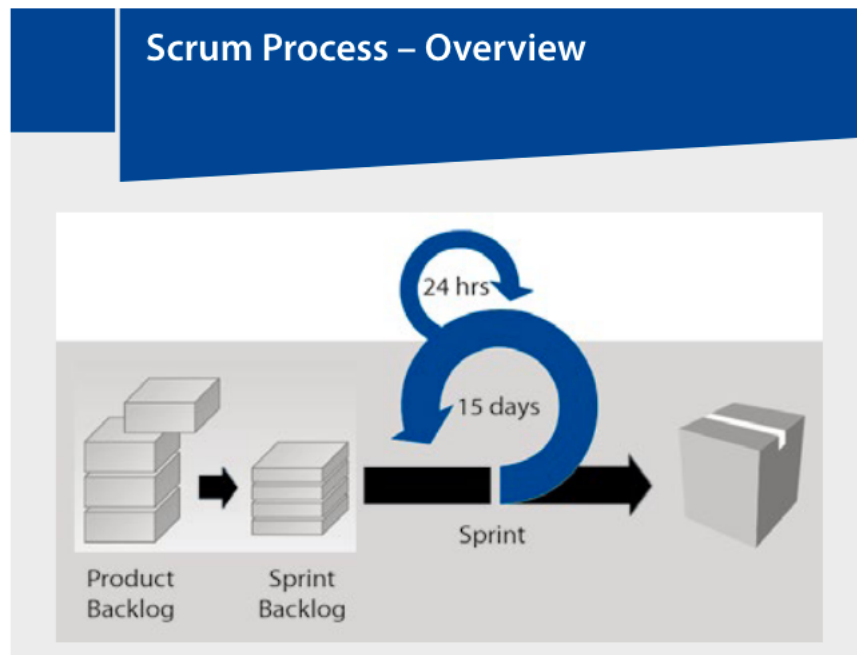 Scrum Process – Overview
24 hrs
15 days
Sprint
Product
Backlog
Sprint
Backlog